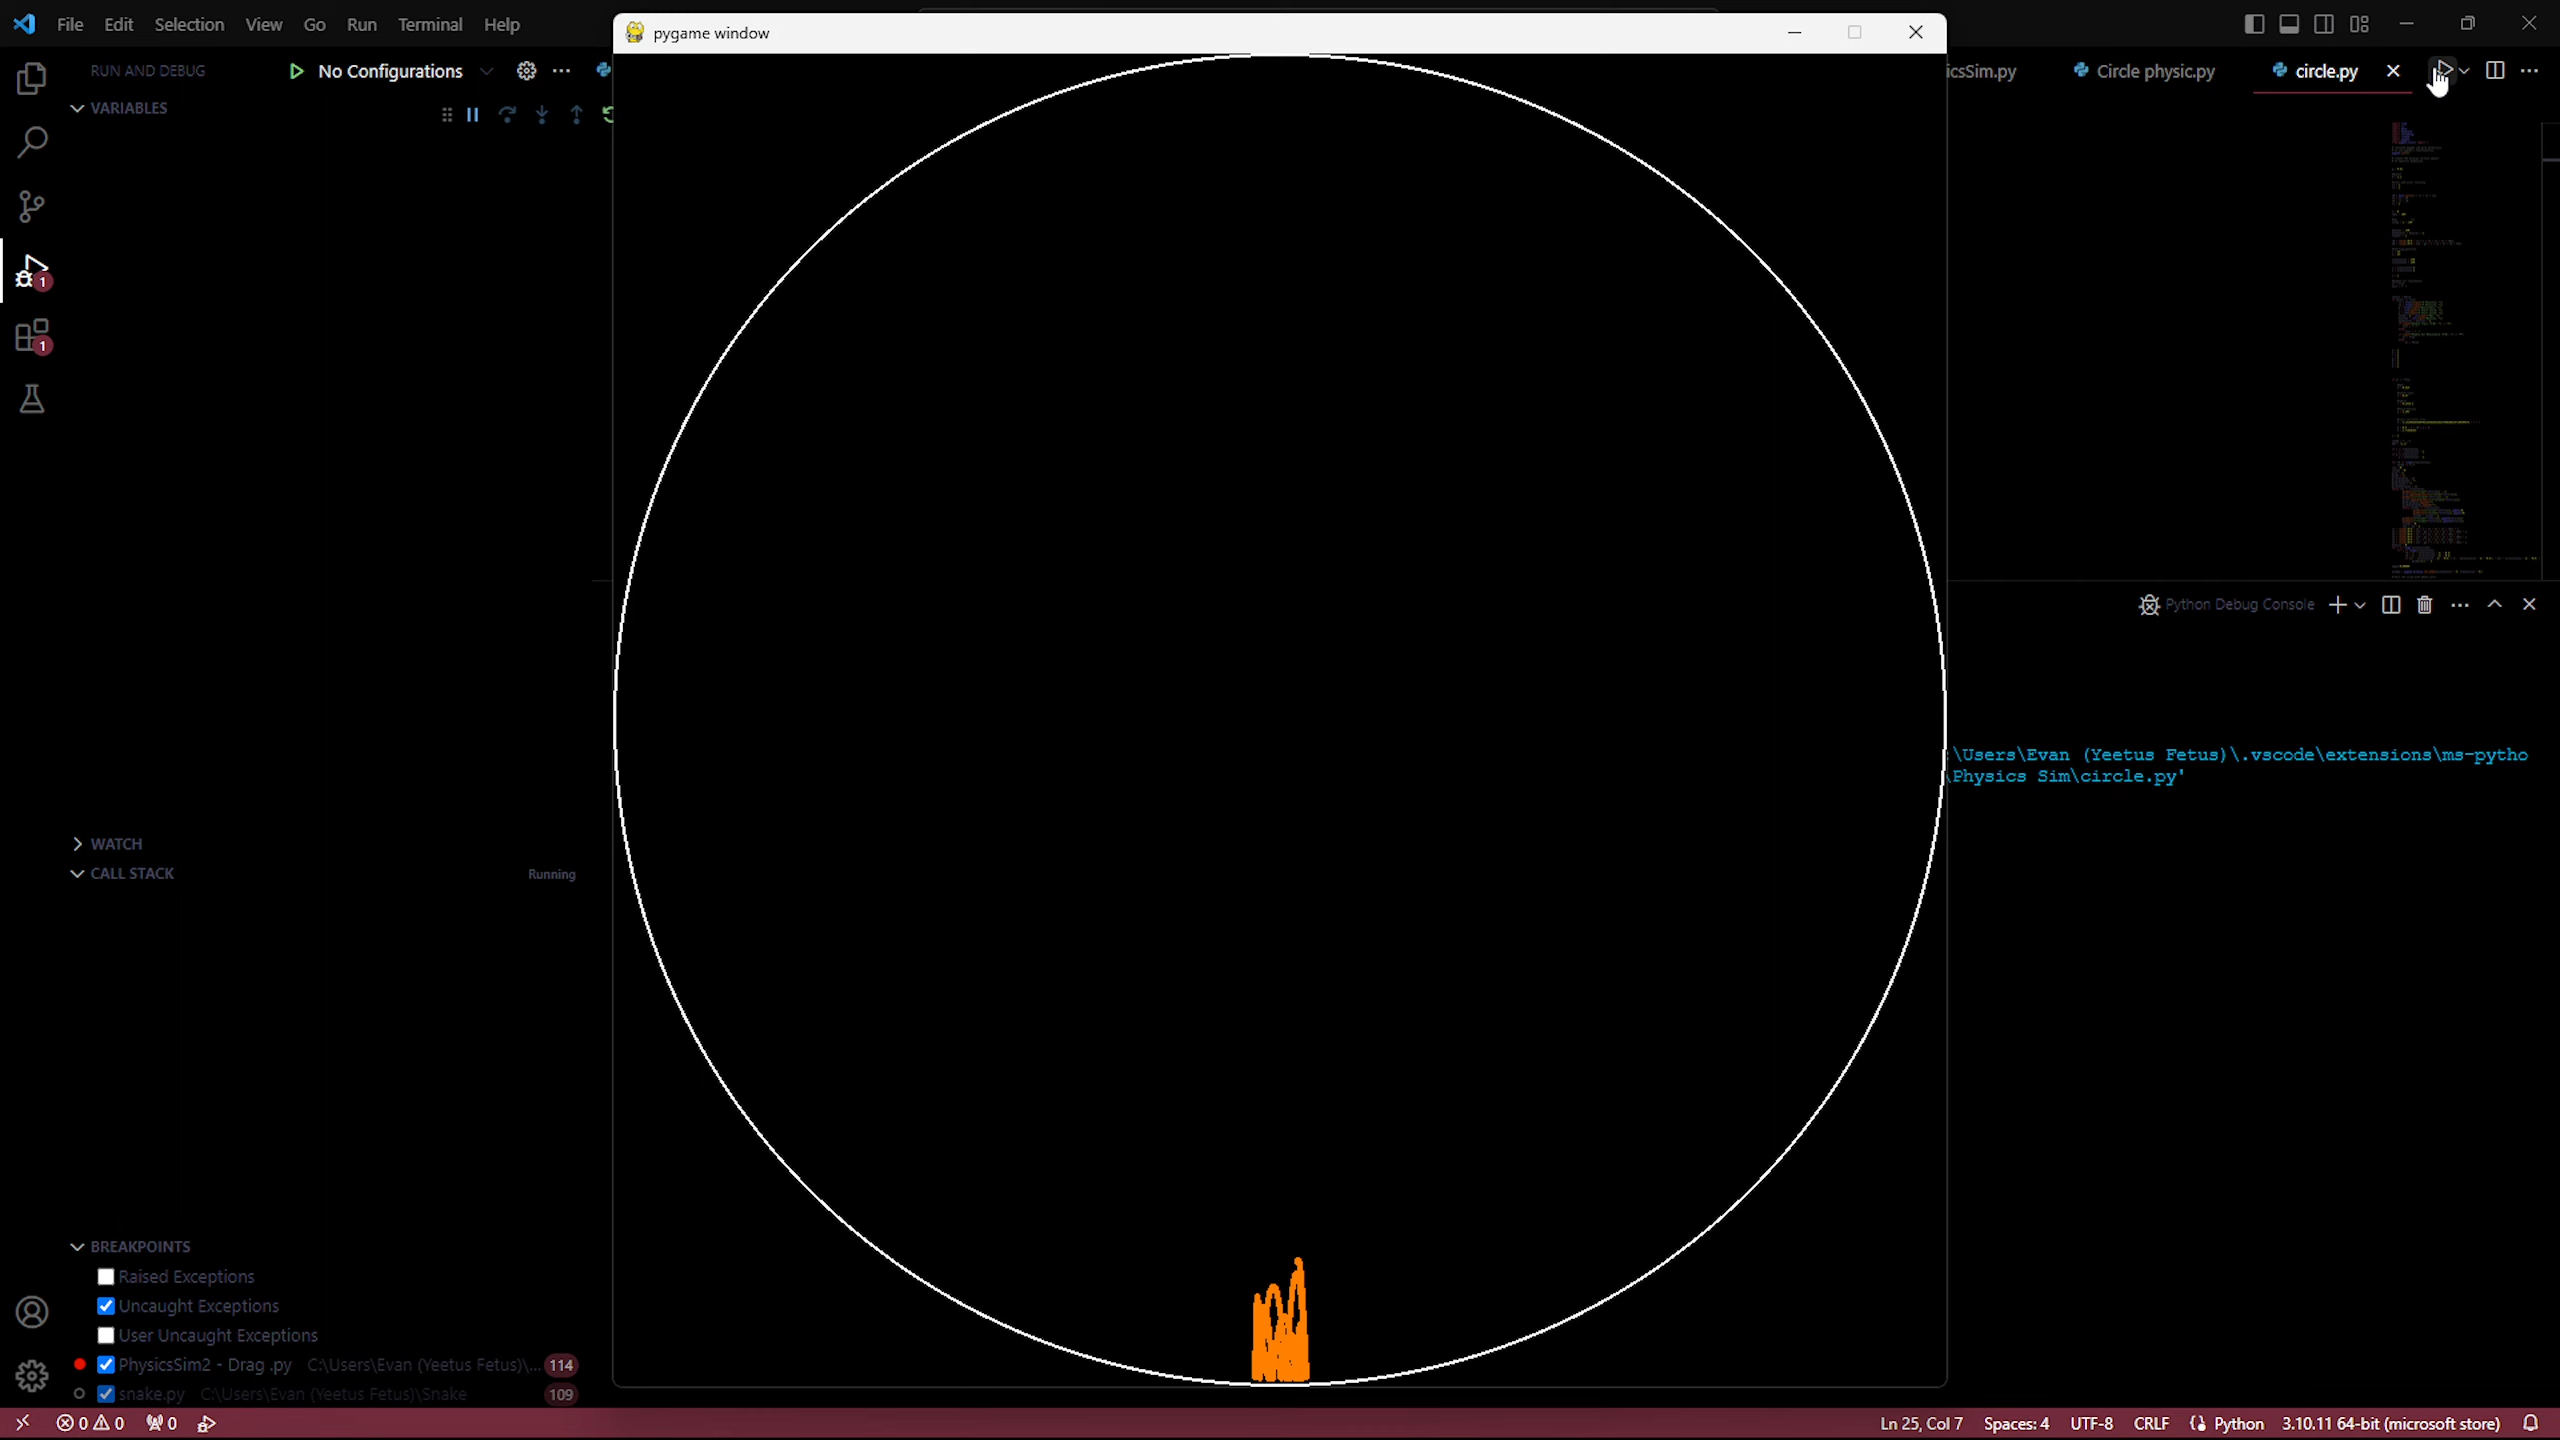 File Edit Selection View Go Run Terminal Help
pygame window
RUN AND DEBUG No Configurations
icsSim.py Circle physic.py circle.py
VARIABLES
1
1
Python Debug Console
\Users\Evan (Yeetus Fetus)\.vscode\extensions\ms-pytho
\Physics Sim\circle.py'
WATCH
CALL STACK Running
BREAKPOINTS
Raised Exceptions
Uncaught Exceptions
User Uncaught Exceptions
PhysicsSim2 - Drag .py C:\Users\Evan (Yeetus Fetus)\... 114
snake.py C:\Users\Evan (Yeetus Fetus)\Snake 109
0 0 0 Ln 25, Col 7 Spaces: 4 UTF-8 CRLF Python 3.10.11 64-bit (microsoft store)